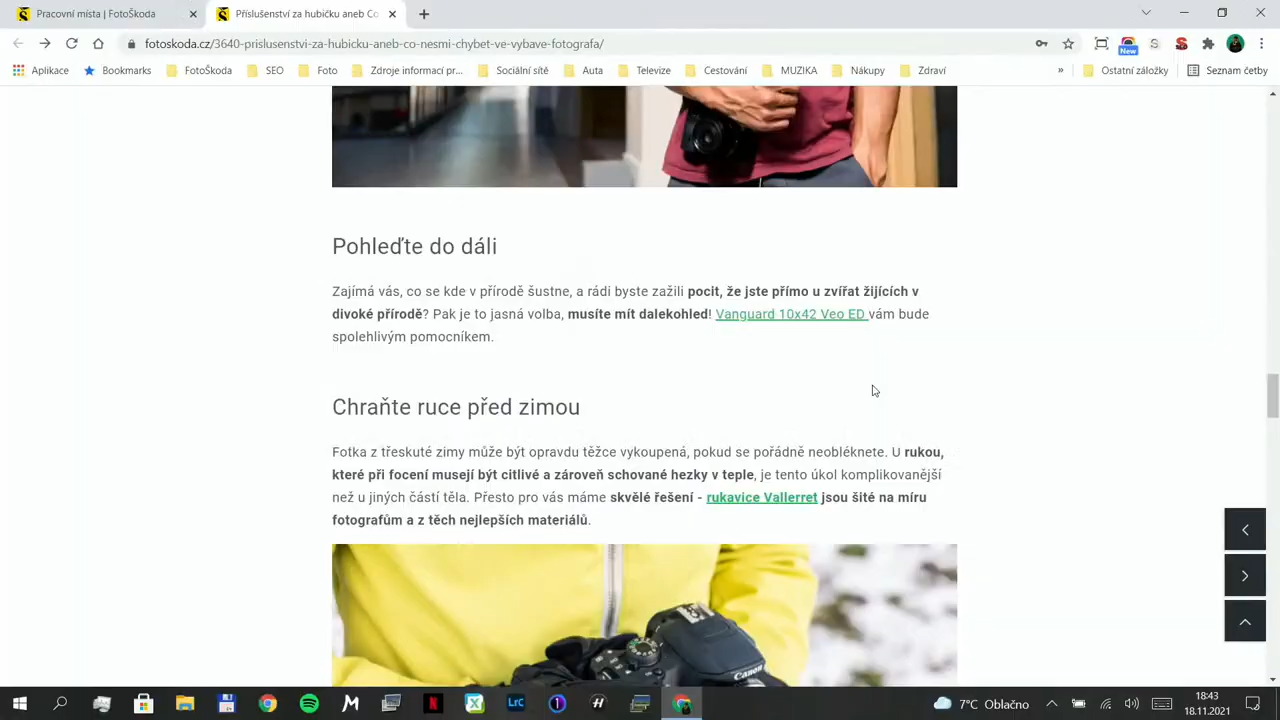 Pracovní místa | FotoŠkoda
Příslušenství za hubičku aneb Co
fotoskoda.cz/3640-prislusenstvi-za-hubicku-aneb-co-nesmi-chybet-ve-vybave-fotografa/
New
Aplikace
Bookmarks
FotoŠkoda
SEO
Foto
Zdroje informací pr...
Sociální sítě
Auta
Televize
Cestování
MUZIKA
Nákupy
Zdraví
»
Ostatní záložky
Seznam četby
Pohleďte do dáli
Zajímá vás, co se kde v přírodě šustne, a rádi byste zažili pocit, že jste přímo u zvířat žijících v
divoké přírodě? Pak je to jasná volba, musíte mít dalekohled! Vanguard 10x42 Veo ED vám bude
spolehlivým pomocníkem.
Chraňte ruce před zimou
Fotka z třeskuté zimy může být opravdu těžce vykoupená, pokud se pořádně neobléknete. U rukou,
které při focení musejí být citlivé a zároveň schované hezky v teple, je tento úkol komplikovanější
než u jiných částí těla. Přesto pro vás máme skvělé řešení - rukavice Vallerret jsou šité na míru
fotografům a z těch nejlepších materiálů.
Canon
Lrc
7°C Oblačno
18:43
18.11.2021